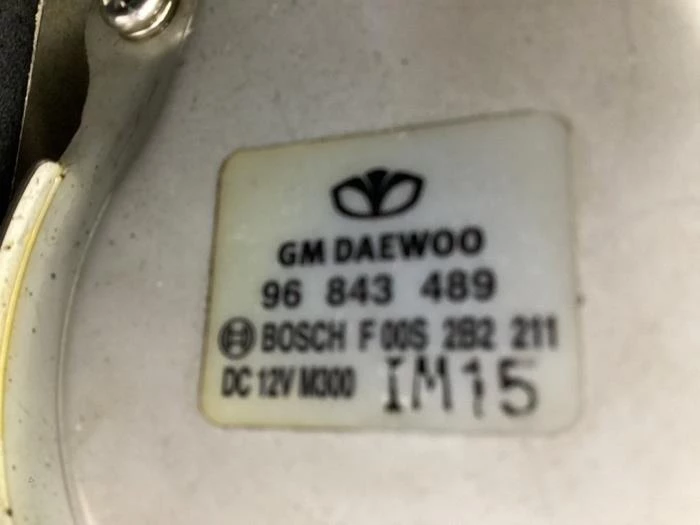 GM DAEWOO
96 843 489
BOSCH F 00S 2B2 211
DC 12V M300 IM15